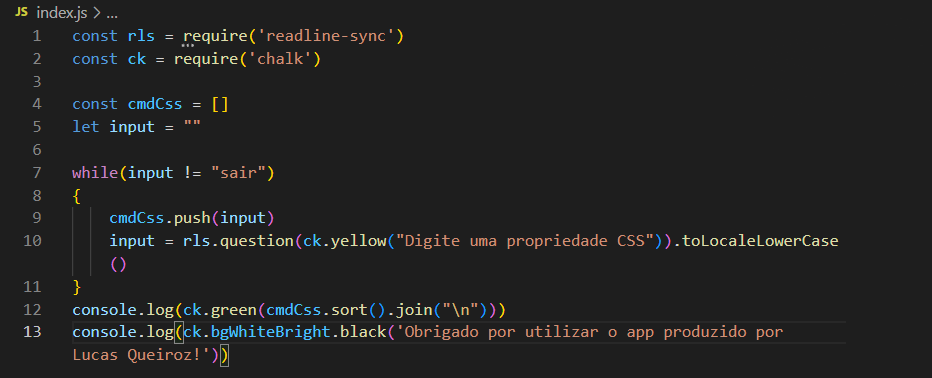 JS index.js > ...
1 const rls = require('readline-sync')
2 const ck = require('chalk')
3
4 const cmdCss = []
5 let input = ""
6
7 while(input != "sair")
8 {
9 cmdCss.push(input)
10 input = rls.question(ck.yellow("Digite uma propriedade CSS")).toLocaleLowerCase
()
11 }
12 console.log(ck.green(cmdCss.sort().join("\n")))
13 console.log(ck.bgWhiteBright.black('Obrigado por utilizar o app produzido por
Lucas Queiroz!'))